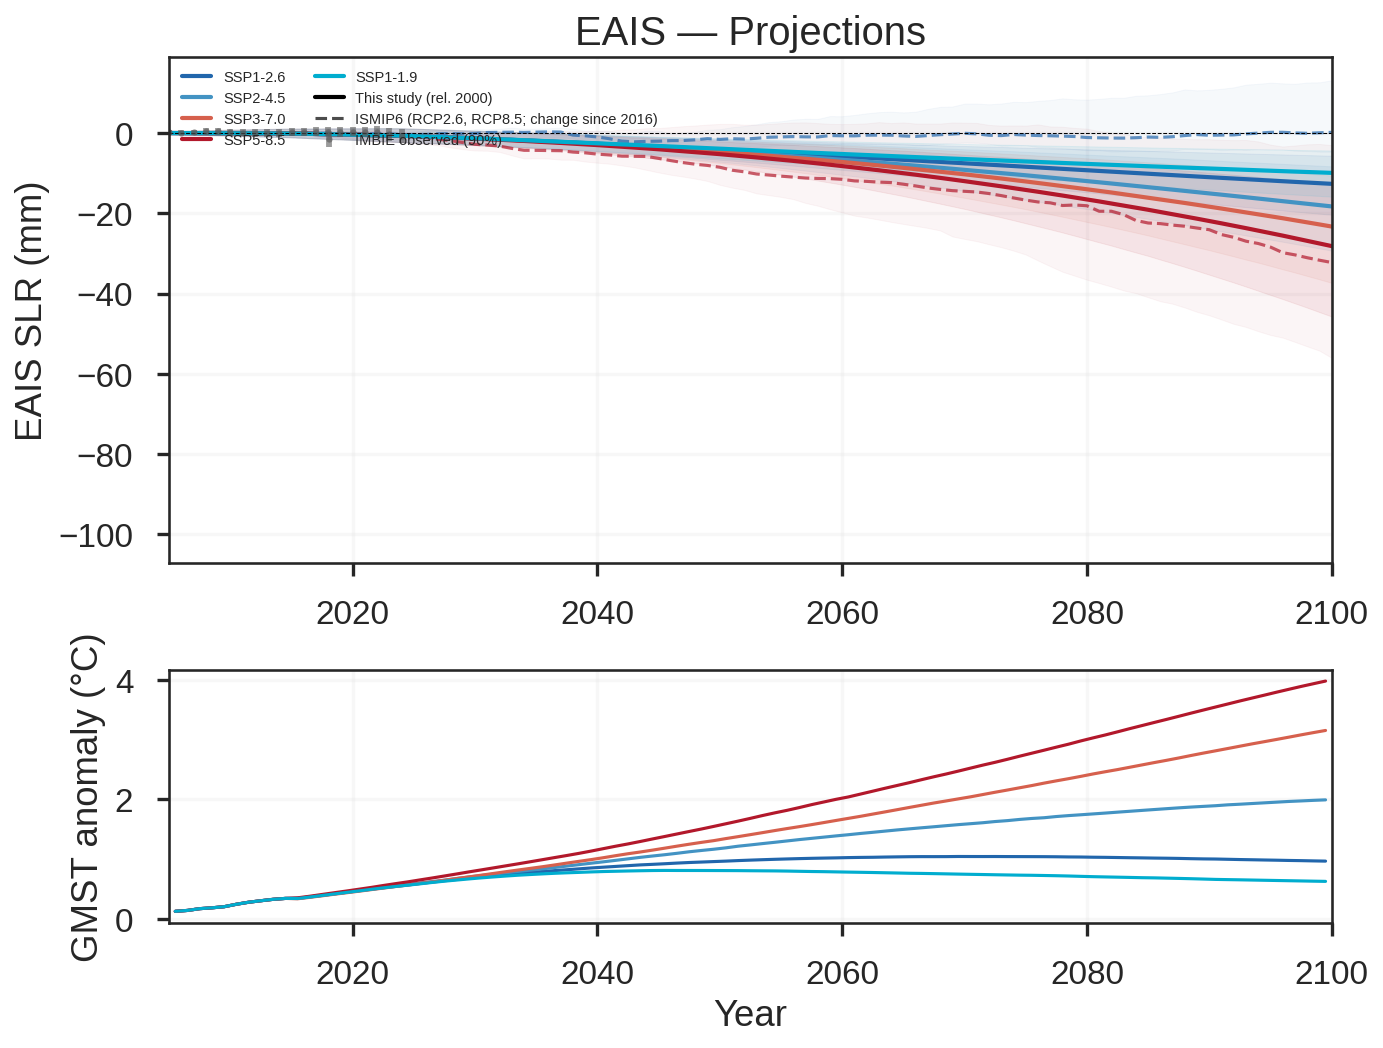 EAIS — Projections
SSP1-2.6
SSP2-4.5
SSP3-7.0
SSP5-8.5
SSP1-1.9
This study (rel. 2000)
ISMIP6 (RCP2.6, RCP8.5; change since 2016)
IMBIE observed (90%)
EAIS SLR (mm)
0
−20
−40
−60
−80
−100
2020
2040
2060
2080
2100
GMST anomaly (°C)
4
2
0
2020
2040
2060
2080
2100
Year